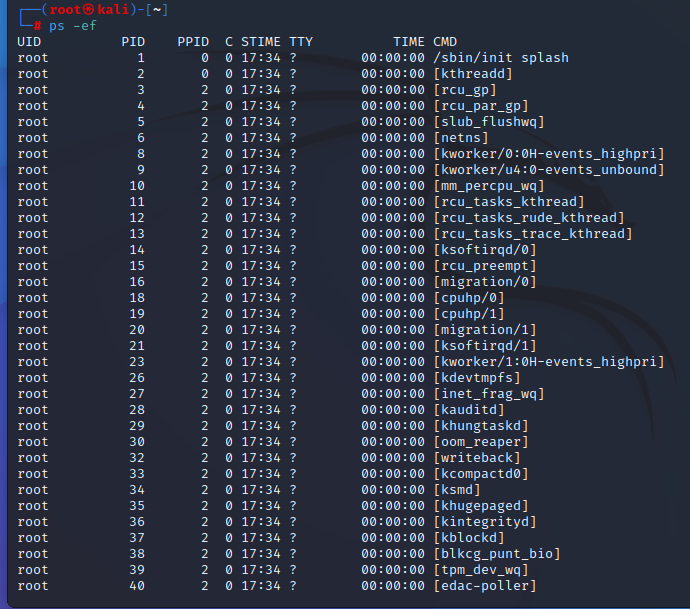 ┌──(root㉿kali)-[~]
└─# ps -ef
UID          PID    PPID  C STIME TTY          TIME CMD
root           1       0  0 17:34 ?        00:00:00 /sbin/init splash
root           2       0  0 17:34 ?        00:00:00 [kthreadd]
root           3       2  0 17:34 ?        00:00:00 [rcu_gp]
root           4       2  0 17:34 ?        00:00:00 [rcu_par_gp]
root           5       2  0 17:34 ?        00:00:00 [slub_flushwq]
root           6       2  0 17:34 ?        00:00:00 [netns]
root           8       2  0 17:34 ?        00:00:00 [kworker/0:0H-events_highpri]
root           9       2  0 17:34 ?        00:00:00 [kworker/u4:0-events_unbound]
root          10       2  0 17:34 ?        00:00:00 [mm_percpu_wq]
root          11       2  0 17:34 ?        00:00:00 [rcu_tasks_kthread]
root          12       2  0 17:34 ?        00:00:00 [rcu_tasks_rude_kthread]
root          13       2  0 17:34 ?        00:00:00 [rcu_tasks_trace_kthread]
root          14       2  0 17:34 ?        00:00:00 [ksoftirqd/0]
root          15       2  0 17:34 ?        00:00:00 [rcu_preempt]
root          16       2  0 17:34 ?        00:00:00 [migration/0]
root          18       2  0 17:34 ?        00:00:00 [cpuhp/0]
root          19       2  0 17:34 ?        00:00:00 [cpuhp/1]
root          20       2  0 17:34 ?        00:00:00 [migration/1]
root          21       2  0 17:34 ?        00:00:00 [ksoftirqd/1]
root          23       2  0 17:34 ?        00:00:00 [kworker/1:0H-events_highpri]
root          26       2  0 17:34 ?        00:00:00 [kdevtmpfs]
root          27       2  0 17:34 ?        00:00:00 [inet_frag_wq]
root          28       2  0 17:34 ?        00:00:00 [kauditd]
root          29       2  0 17:34 ?        00:00:00 [khungtaskd]
root          30       2  0 17:34 ?        00:00:00 [oom_reaper]
root          32       2  0 17:34 ?        00:00:00 [writeback]
root          33       2  0 17:34 ?        00:00:00 [kcompactd0]
root          34       2  0 17:34 ?        00:00:00 [ksmd]
root          35       2  0 17:34 ?        00:00:00 [khugepaged]
root          36       2  0 17:34 ?        00:00:00 [kintegrityd]
root          37       2  0 17:34 ?        00:00:00 [kblockd]
root          38       2  0 17:34 ?        00:00:00 [blkcg_punt_bio]
root          39       2  0 17:34 ?        00:00:00 [tpm_dev_wq]
root          40       2  0 17:34 ?        00:00:00 [edac-poller]